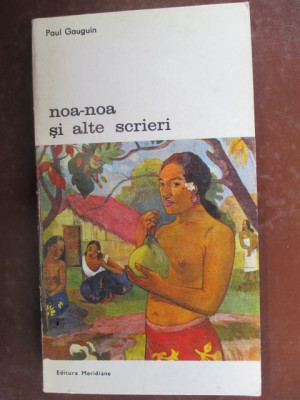 Paul Gauguin
noa-noa
și alte scrieri
Editura Meridiane